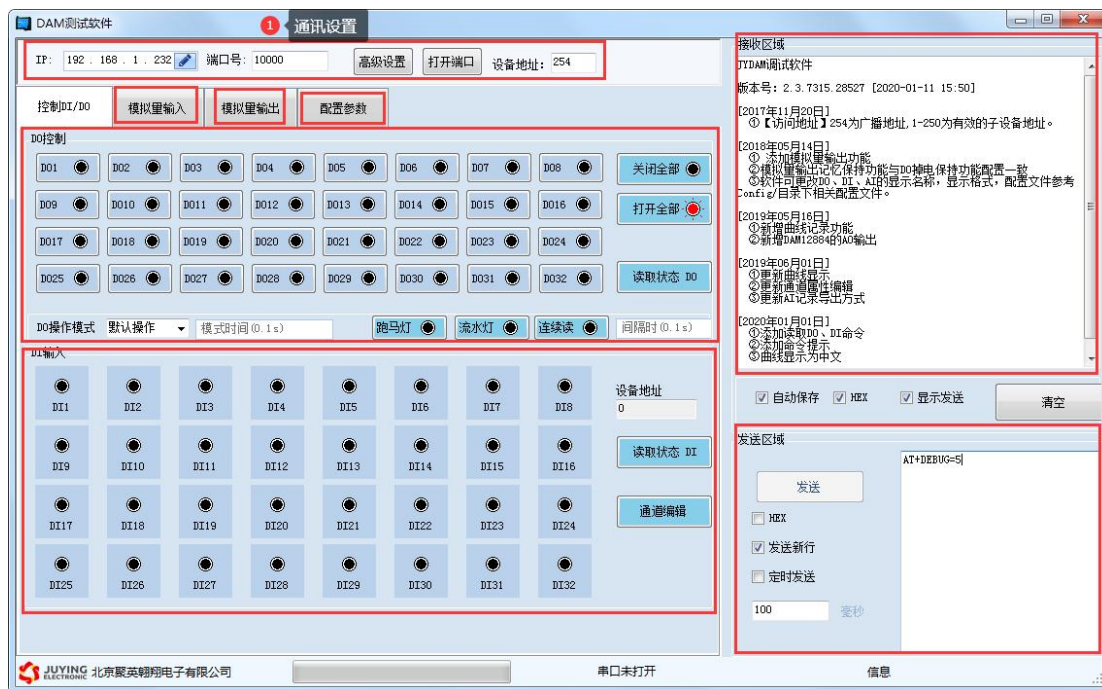 DAM测试软件
1 通讯设置
IP: 192 . 168 . 1 . 232 端口号: 10000 高级设置 打开端口 设备地址: 254
控制DI/DO 模拟量输入 模拟量输出 配置参数
DO控制
DO1 DO2 DO3 DO4 DO5 DO6 DO7 DO8 关闭全部
DO9 DO10 DO11 DO12 DO13 DO14 DO15 DO16 打开全部
DO17 DO18 DO19 DO20 DO21 DO22 DO23 DO24
DO25 DO26 DO27 DO28 DO29 DO30 DO31 DO32 读取状态 DO
DO操作模式 默认操作 模式时间(0.1s) 跑马灯 流水灯 连续读 间隔时(0.1s)
DI输入
DI1 DI2 DI3 DI4 DI5 DI6 DI7 DI8
设备地址
0
DI9 DI10 DI11 DI12 DI13 DI14 DI15 DI16
读取状态 DI
DI17 DI18 DI19 DI20 DI21 DI22 DI23 DI24
通道编辑
DI25 DI26 DI27 DI28 DI29 DI30 DI31 DI32
接收区域
JYDAM调试软件
版本号: 2.3.7315.28527 [2020-01-11 15:50]
[2017年11月20日]
①【访问地址】254为广播地址,1-250为有效的子设备地址。
[2018年05月14日]
① 添加模拟量输出功能
②模拟量输出记忆保持功能与DO掉电保持功能配置一致
③软件可更改DO、DI、AI的显示名称，显示格式，配置文件参考
Config/目录下相关配置文件。
[2019年05月16日]
①新增曲线记录功能
②新增DAM12884的AO输出
[2019年06月01日]
①更新曲线显示
②更新通道属性编辑
③更新AI记录导出方式
[2020年01月01日]
①添加读取DO、DI命令
②添加命令提示
③曲线显示为中文
自动保存 HEX 显示发送 清空
发送区域
AT+DEBUG=5
发送
HEX
发送新行
定时发送
100 毫秒
JUYING ELECTRONIC 北京聚英翱翔电子有限公司 串口未打开 信息